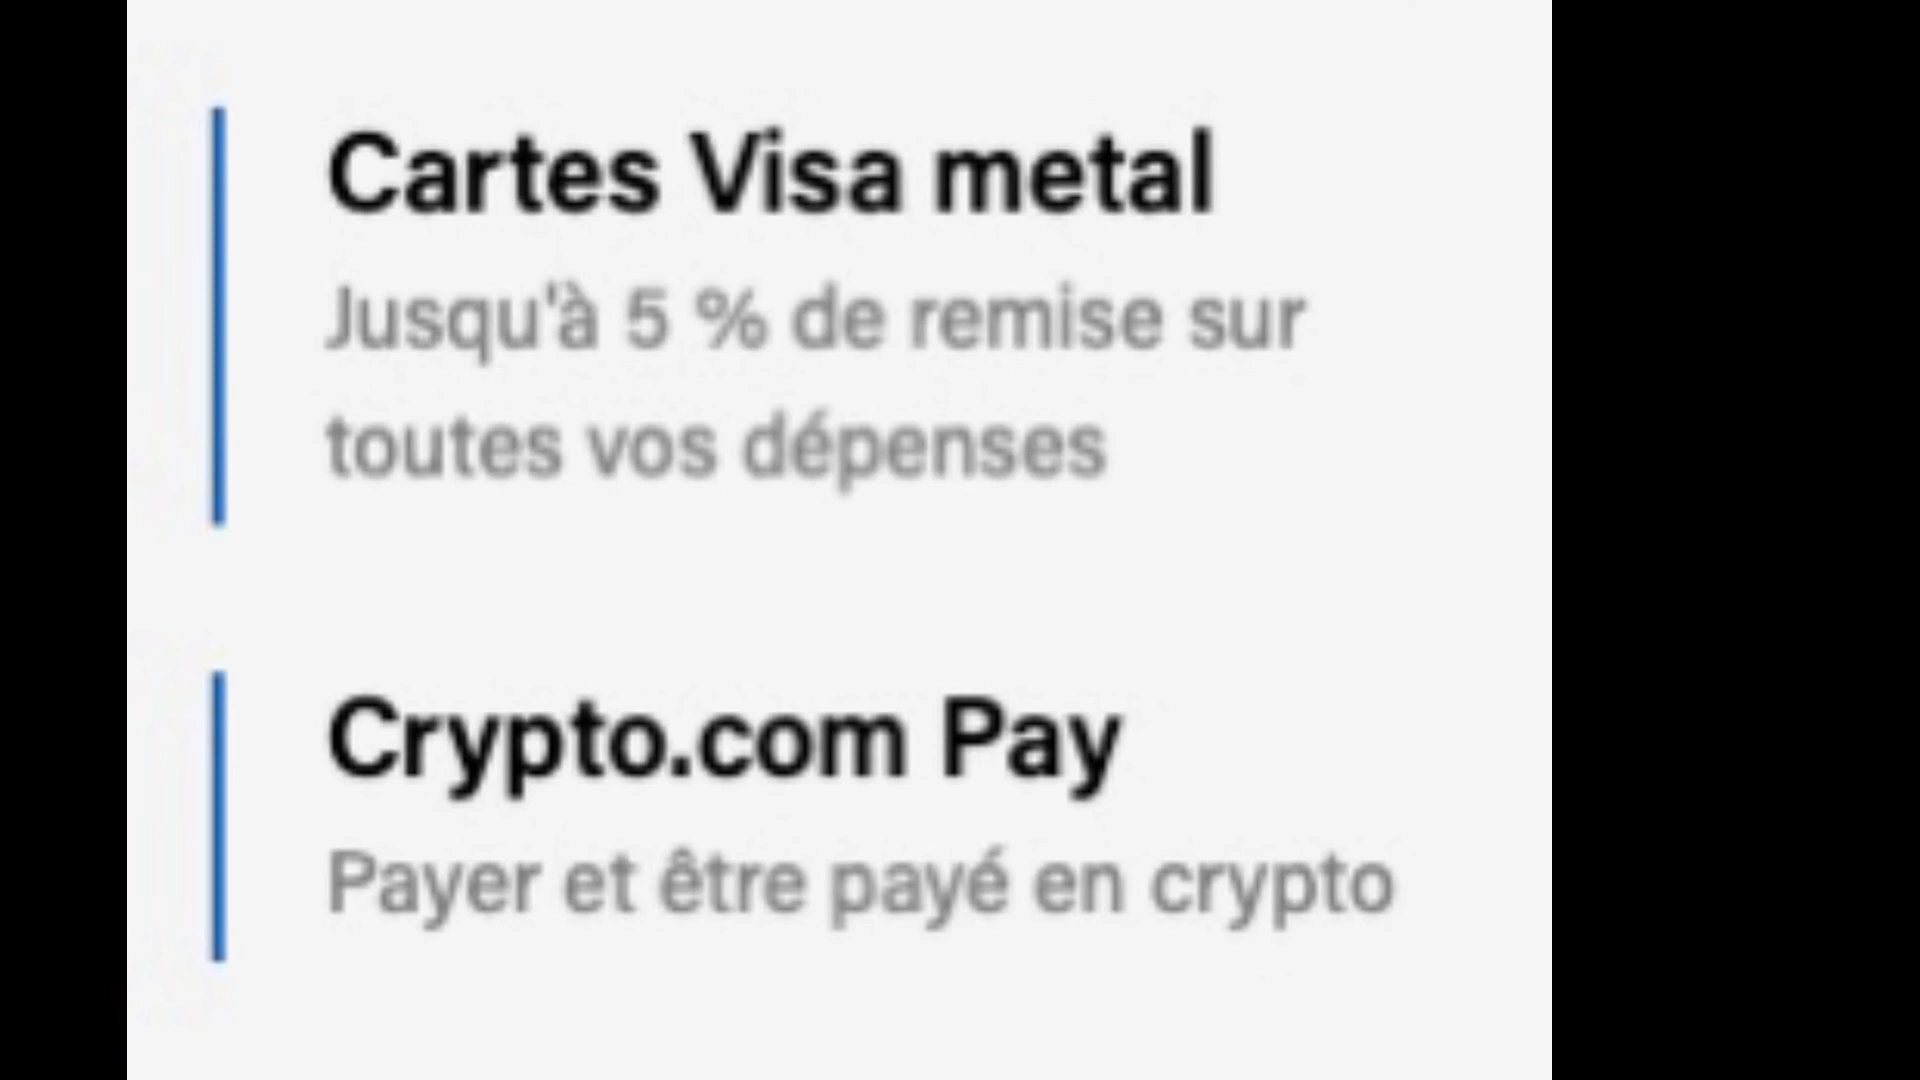 Cartes Visa metal
Jusqu'à 5 % de remise sur
toutes vos dépenses
Crypto.com Pay
Payer et être payé en crypto